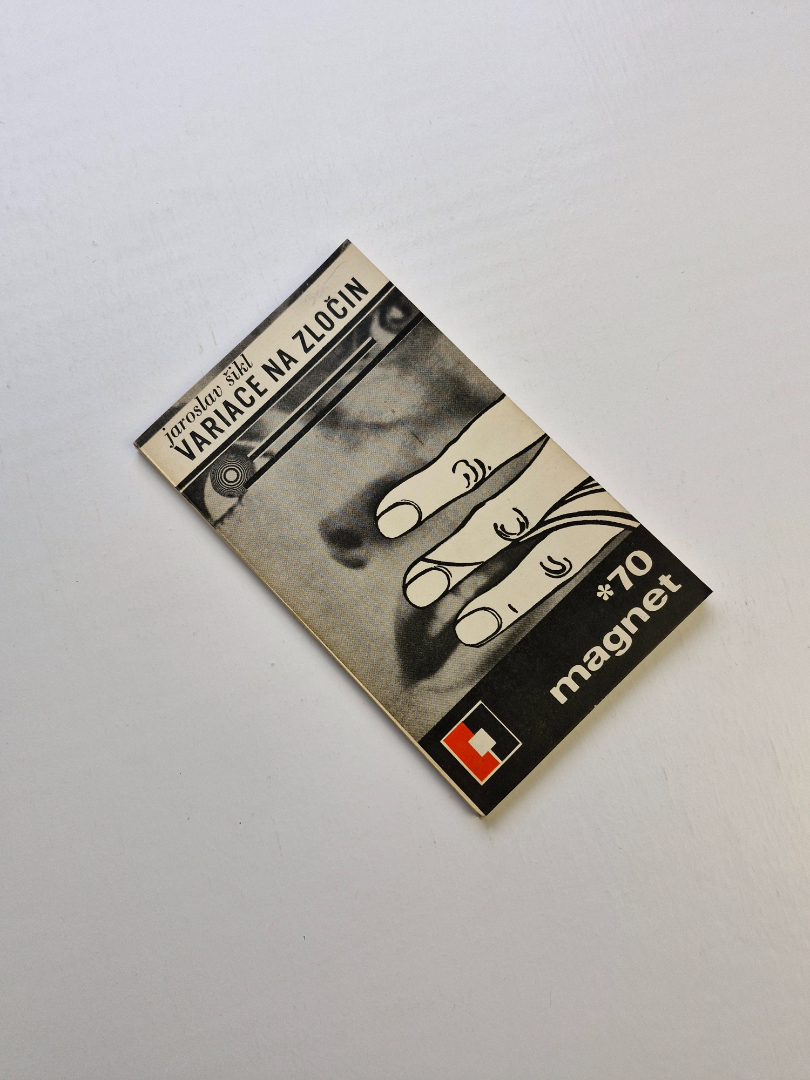 jaroslav šikl
VARIACE NA ZLOČIN
*70
magnet